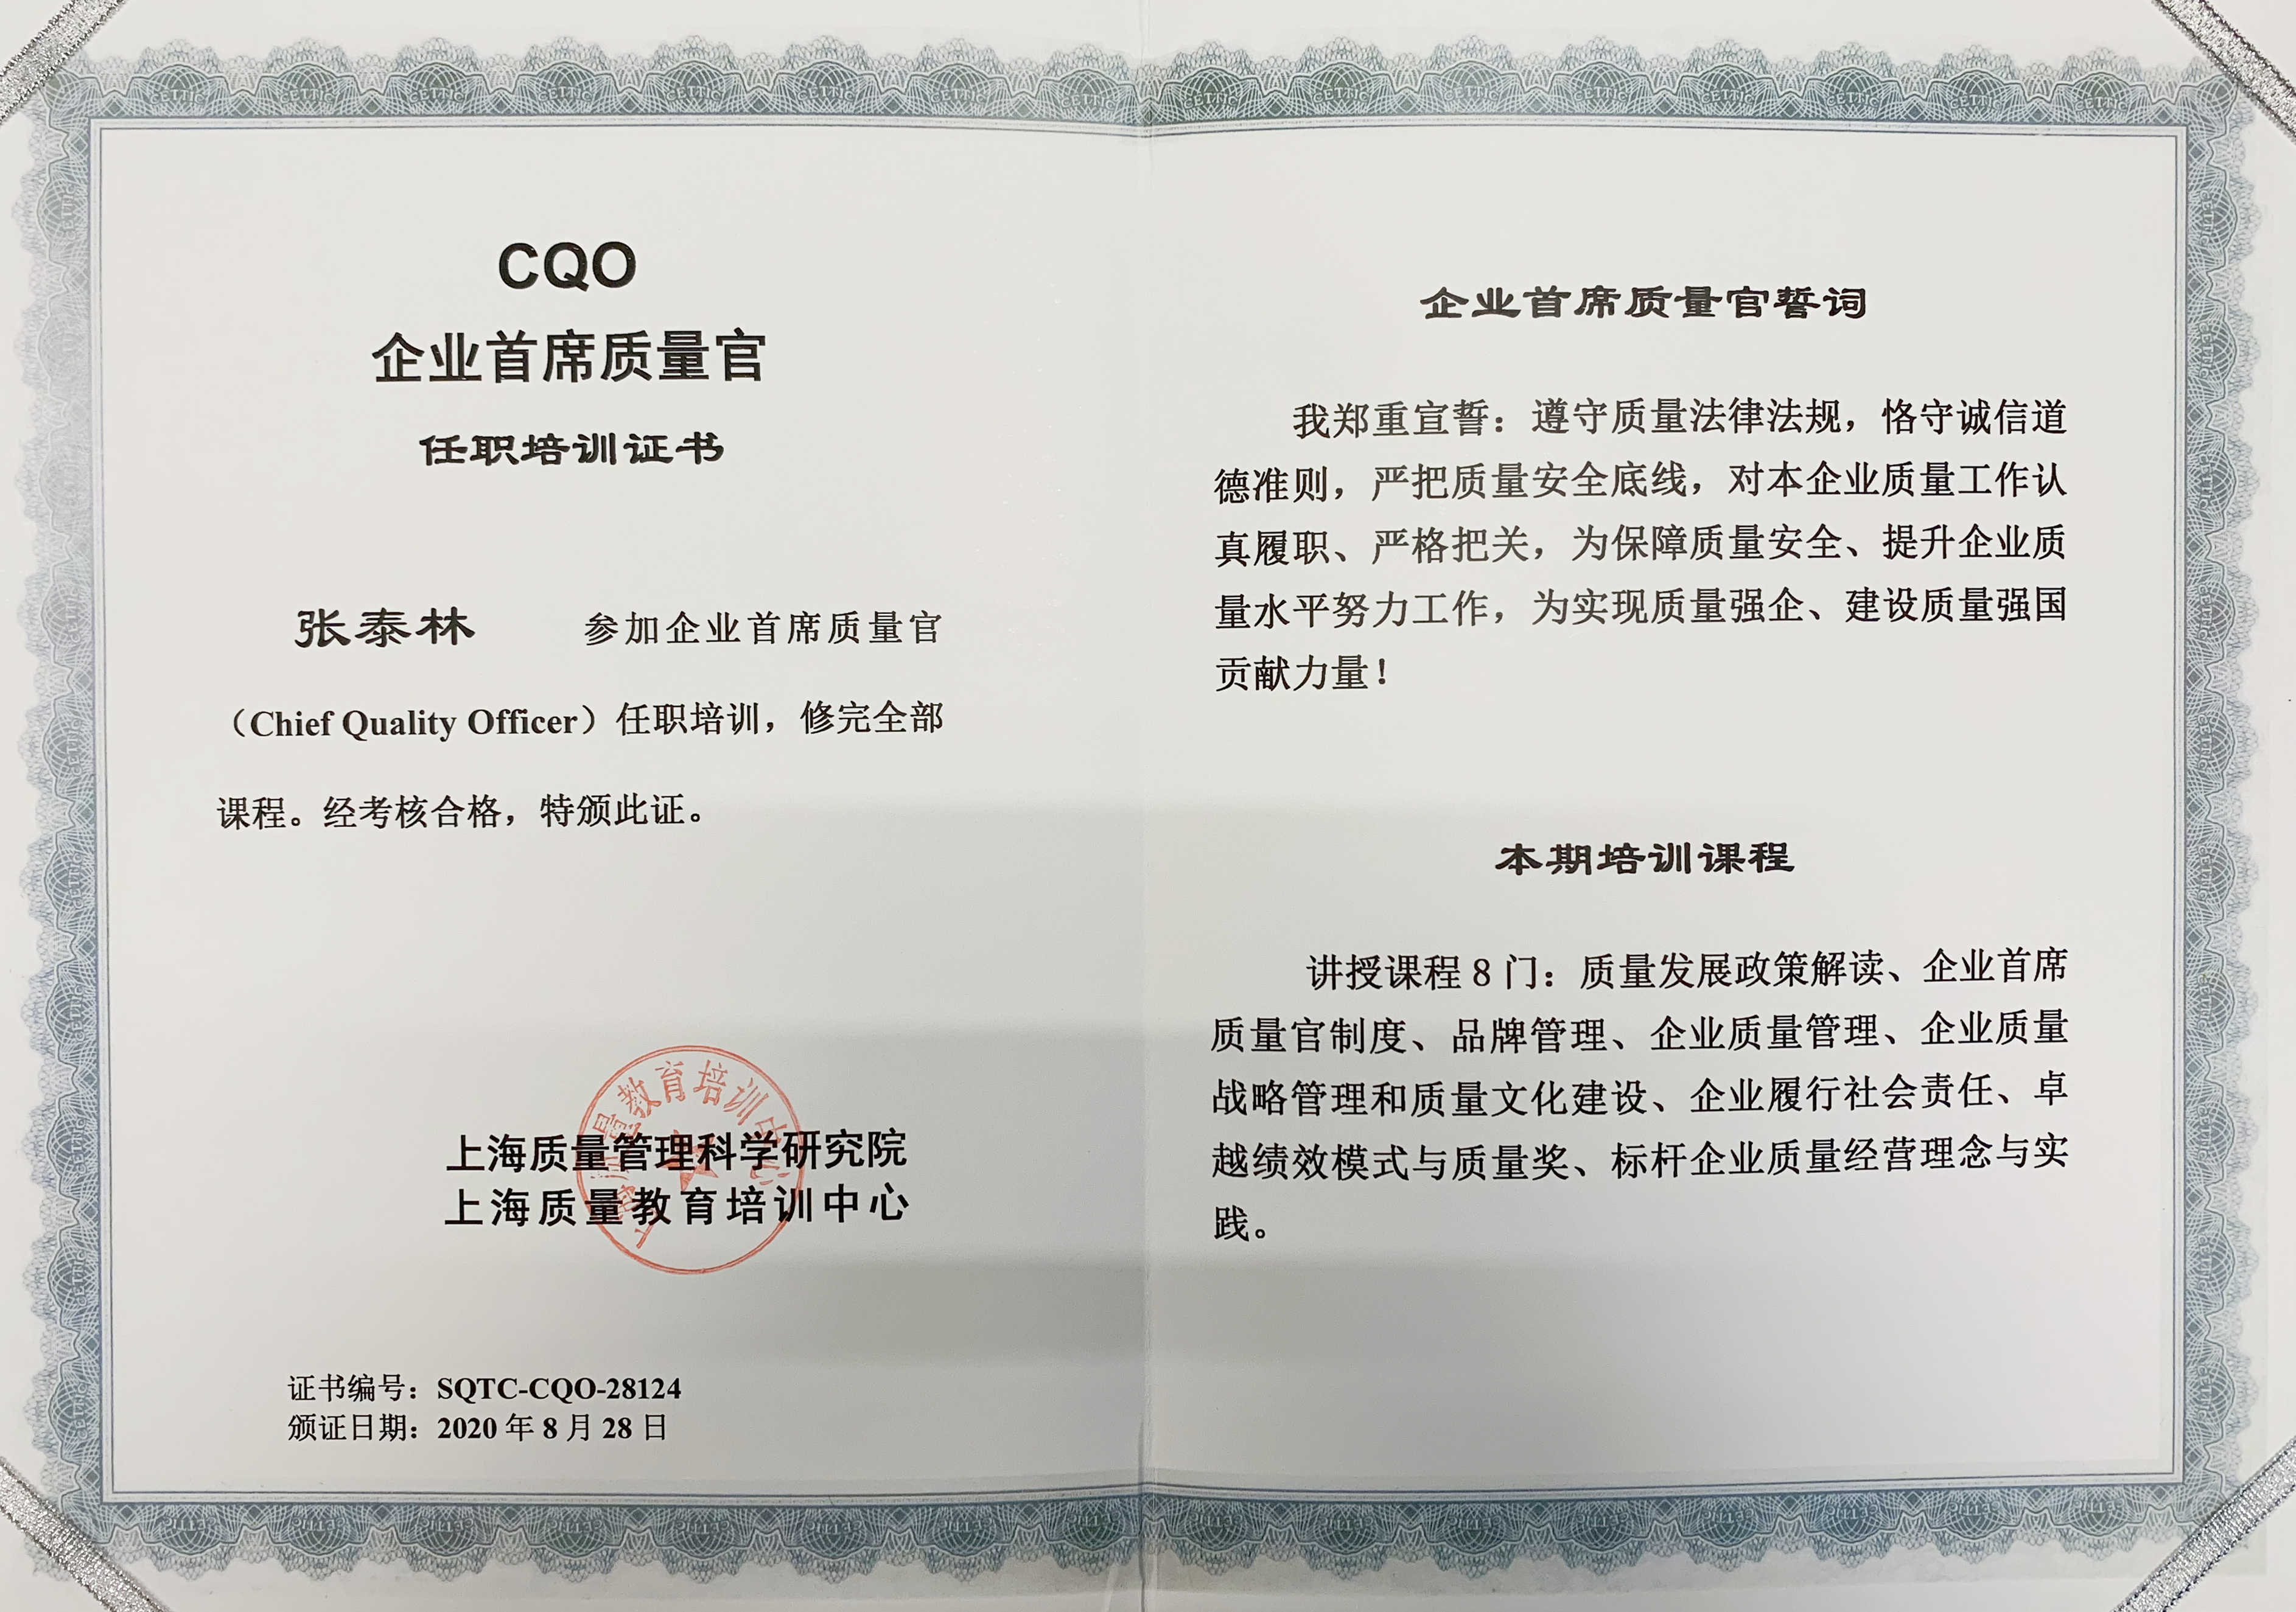 CQO
企业首席质量官
任职培训证书
张泰林 参加企业首席质量官
（Chief Quality Officer）任职培训，修完全部
课程。经考核合格，特颁此证。
上海质量管理科学研究院
上海质量教育培训中心
上海质量教育培训中心
证书编号：SQTC-CQO-28124
颁证日期：2020年8月28日
企业首席质量官誓词
我郑重宣誓：遵守质量法律法规，恪守诚信道
德准则，严把质量安全底线，对本企业质量工作认
真履职、严格把关，为保障质量安全、提升企业质
量水平努力工作，为实现质量强企、建设质量强国
贡献力量！
本期培训课程
讲授课程8门：质量发展政策解读、企业首席
质量官制度、品牌管理、企业质量管理、企业质量
战略管理和质量文化建设、企业履行社会责任、卓
越绩效模式与质量奖、标杆企业质量经营理念与实
践。